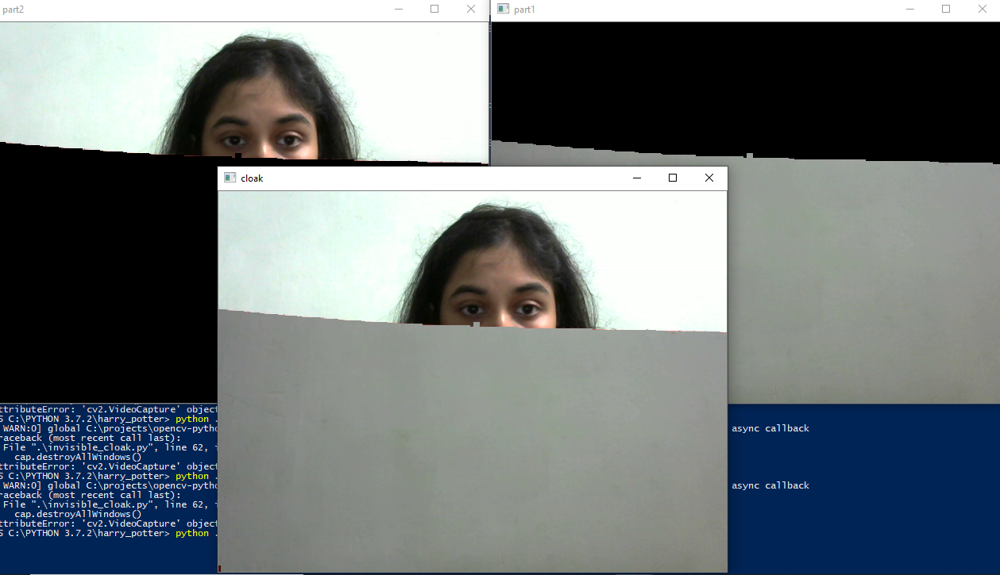 part2
part1
cloak
ttributeError: 'cv2.VideoCapture' object
S C:\PYTHON 3.7.2\harry_potter> python .
WARN:0] global C:\projects\opencv-pytho async callback
raceback (most recent call last):
File ".\invisible_cloak.py", line 62, i
cap.destroyAllWindows()
ttributeError: 'cv2.VideoCapture' object
S C:\PYTHON 3.7.2\harry_potter> python .
WARN:0] global C:\projects\opencv-pytho async callback
raceback (most recent call last):
File ".\invisible_cloak.py", line 62, i
cap.destroyAllWindows()
ttributeError: 'cv2.VideoCapture' object
S C:\PYTHON 3.7.2\harry_potter> python .